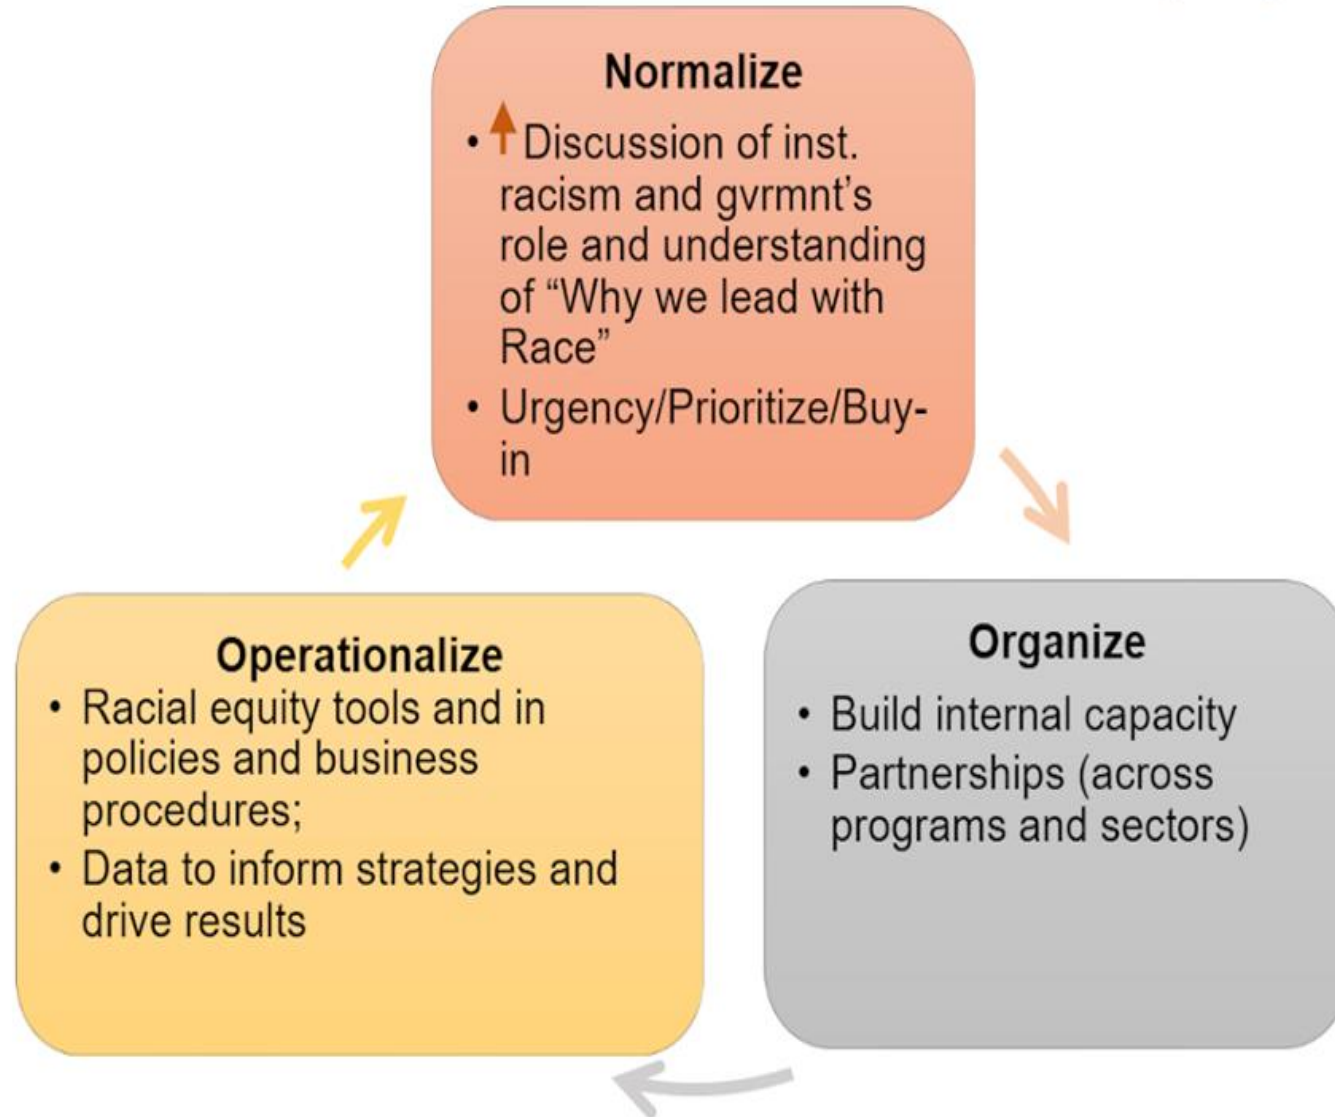 Normalize
• Discussion of inst.
racism and gvrmnt's
role and understanding
of “Why we lead with
Race”
• Urgency/Prioritize/Buy-
in
Organize
• Build internal capacity
• Partnerships (across
programs and sectors)
Operationalize
• Racial equity tools and in
policies and business
procedures;
• Data to inform strategies and
drive results